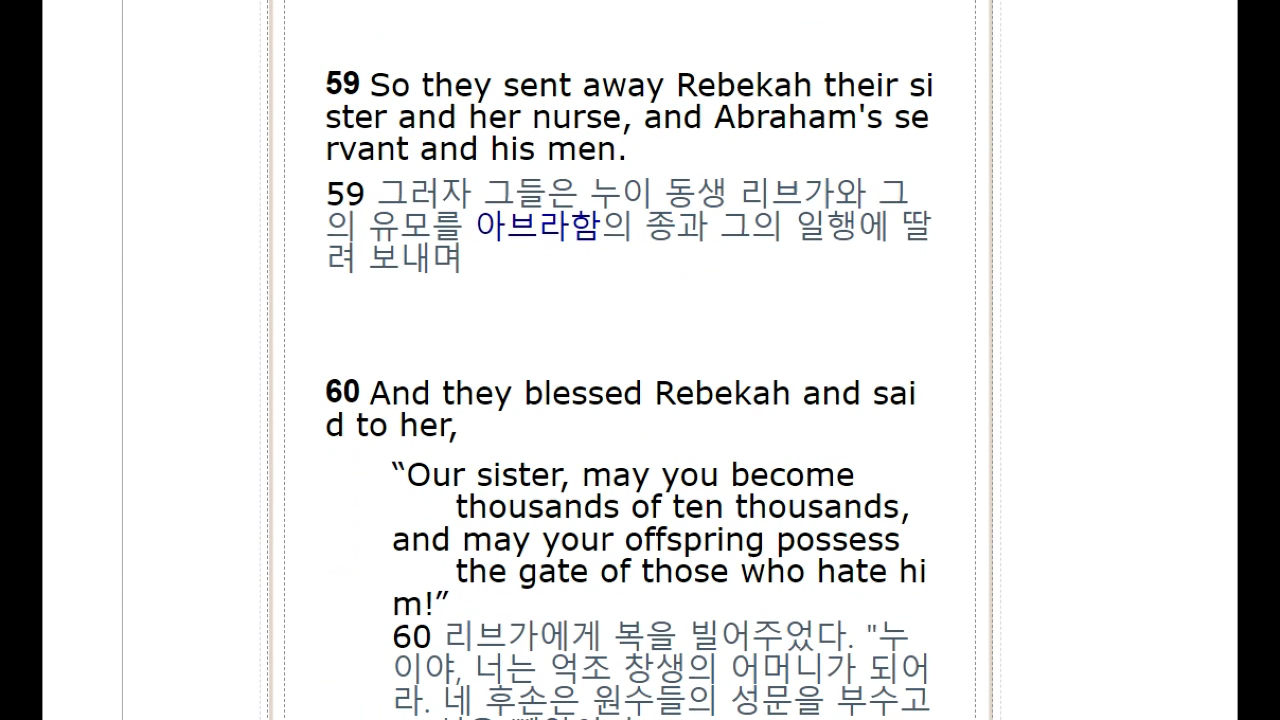 59 So they sent away Rebekah their si
ster and her nurse, and Abraham's se
rvant and his men.
59 그러자 그들은 누이 동생 리브가와 그
의 유모를 아브라함의 종과 그의 일행에 딸
려 보내며
60 And they blessed Rebekah and sai
d to her,
“Our sister, may you become
thousands of ten thousands,
and may your offspring possess
the gate of those who hate hi
m!”
60 리브가에게 복을 빌어주었다. "누
이야, 너는 억조 창생의 어머니가 되어
라. 네 후손은 원수들의 성문을 부수고